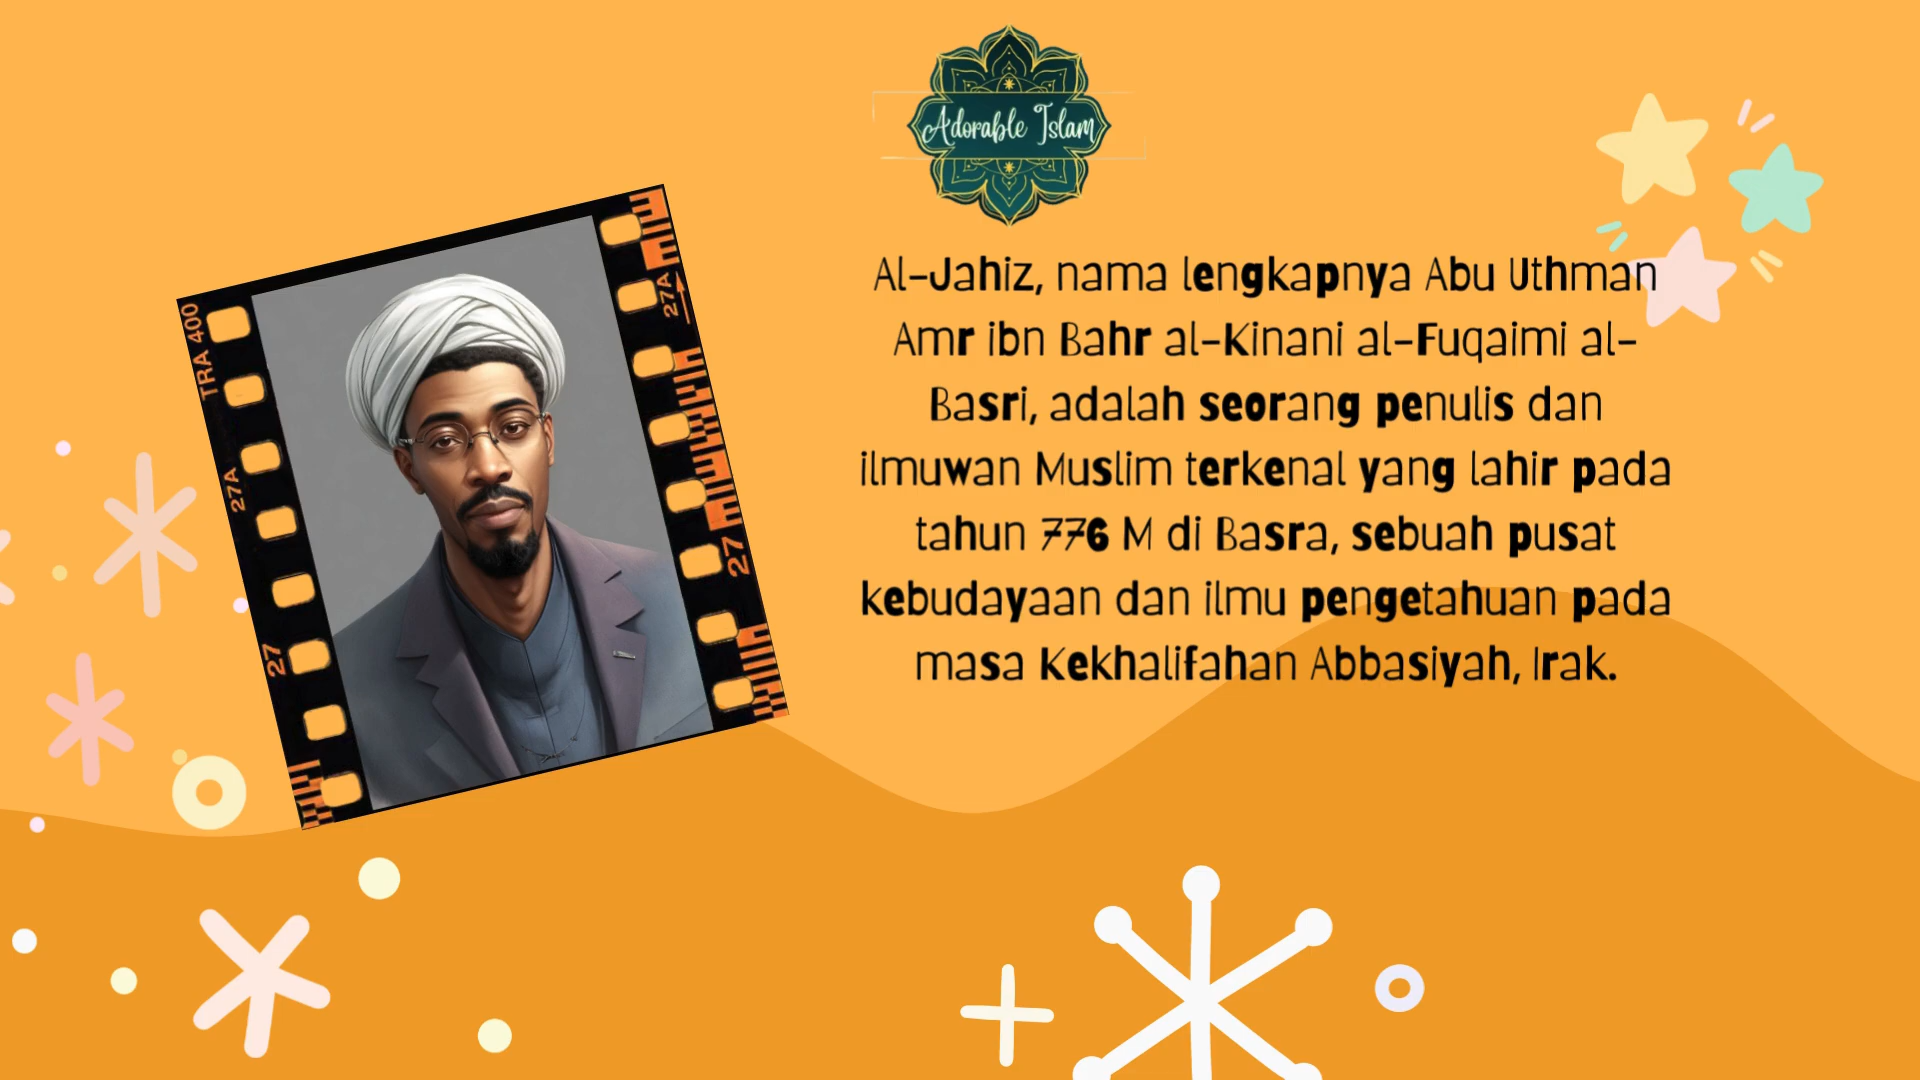 Adorable Islam
Al-Jahiz, nama lengkapnya Abu Uthman
Amr ibn Bahr al-Kinani al-Fuqaimi al-
Basri, adalah seorang penulis dan
ilmuwan Muslim terkenal yang lahir pada
tahun 776 M di Basra, sebuah pusat
kebudayaan dan ilmu pengetahuan pada
masa Kekhalifahan Abbasiyah, Irak.
TRA 400
27A
27
27A
27